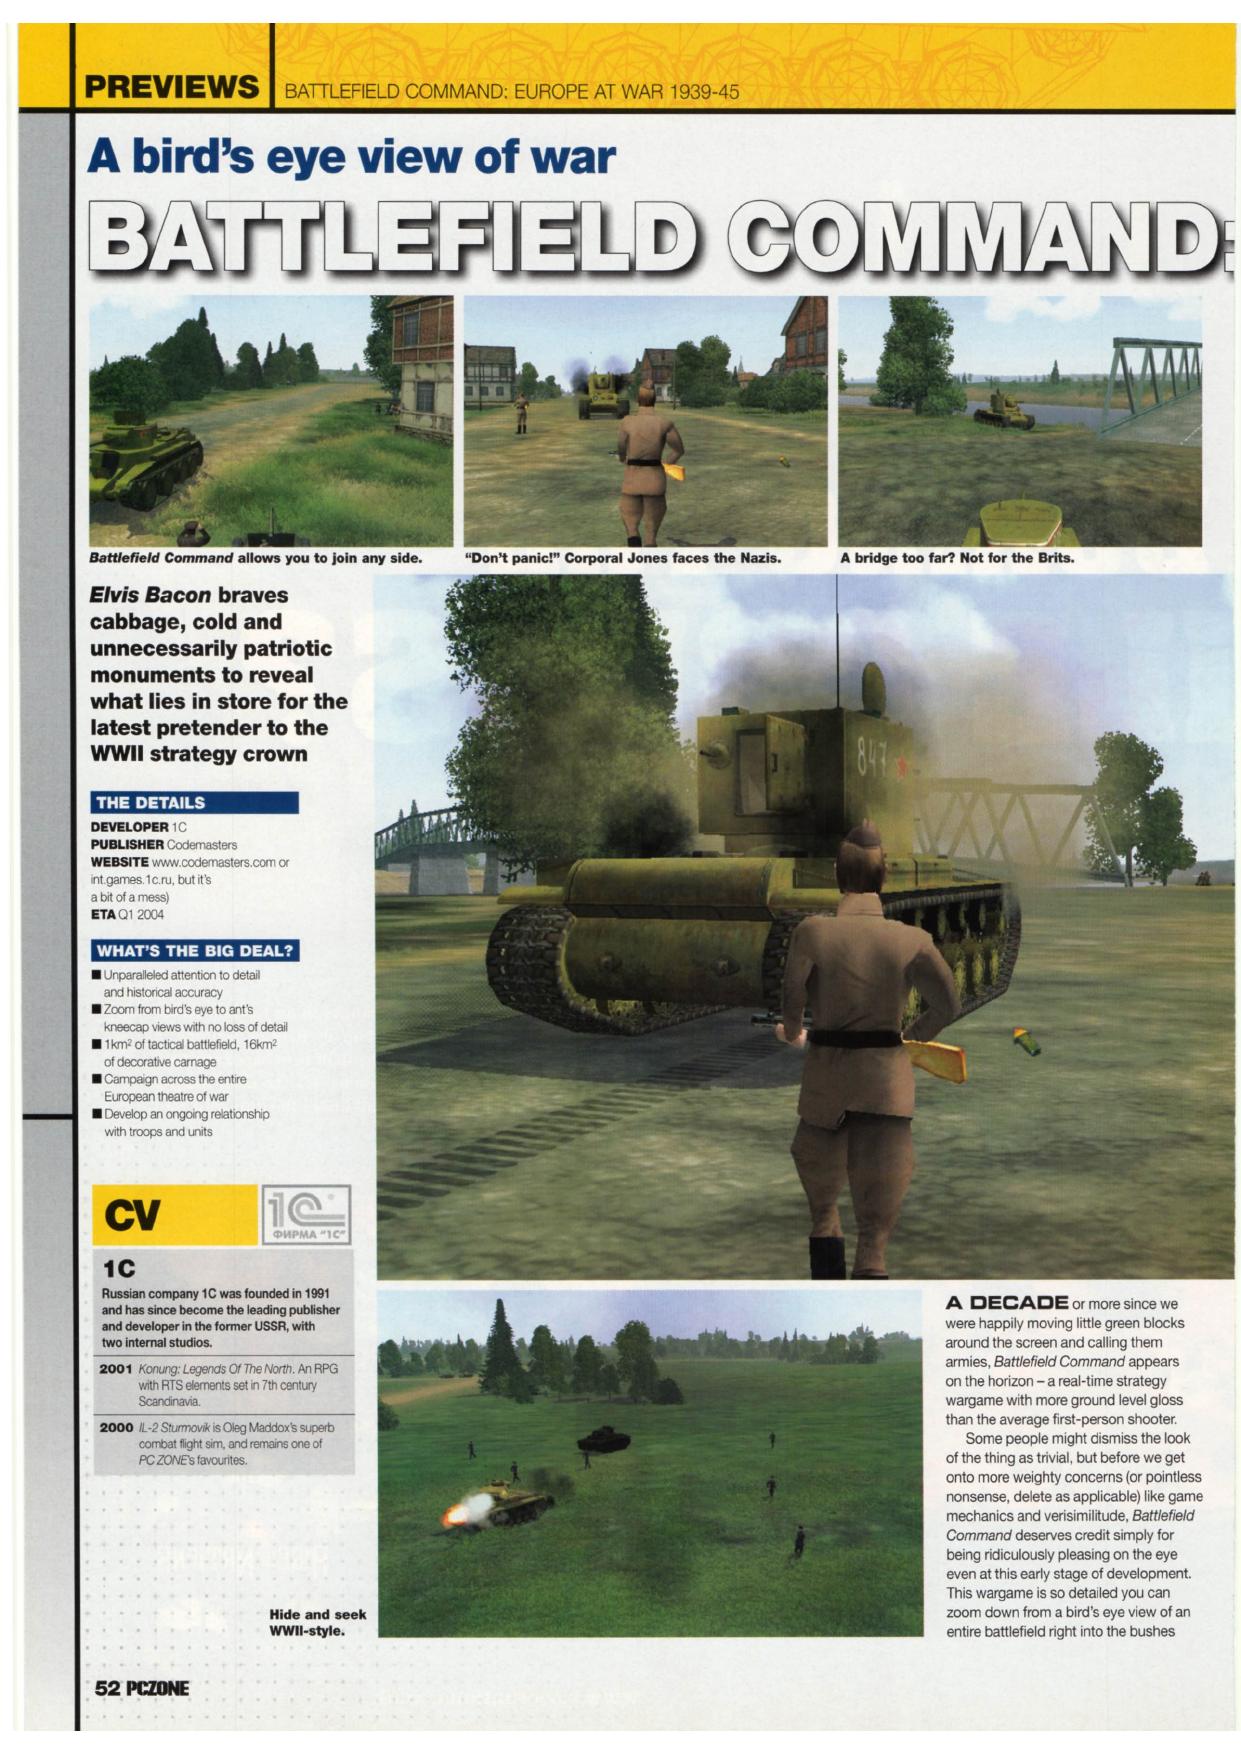 PREVIEWS
BATTLEFIELD COMMAND: EUROPE AT WAR 1939-45
A bird's eye view of war
BATTLEFIELD COMMAND:
Battlefield Command allows you to join any side.
"Don't panic!" Corporal Jones faces the Nazis.
A bridge too far? Not for the Brits.
Elvis Bacon braves
cabbage, cold and
unnecessarily patriotic
monuments to reveal
what lies in store for the
latest pretender to the
WWII strategy crown
THE DETAILS
DEVELOPER 1C
PUBLISHER Codemasters
WEBSITE www.codemasters.com or
int.games.1c.ru, but it's
a bit of a mess)
ETA Q1 2004
WHAT'S THE BIG DEAL?
■ Unparalleled attention to detail
and historical accuracy
■ Zoom from bird's eye to ant's
kneecap views with no loss of detail
■ 1km² of tactical battlefield, 16km²
of decorative carnage
■ Campaign across the entire
European theatre of war
■ Develop an ongoing relationship
with troops and units
847
CV
1C
ФИРМА "1С"
1C
Russian company 1C was founded in 1991
and has since become the leading publisher
and developer in the former USSR, with
two internal studios.
2001 Konung: Legends Of The North. An RPG
with RTS elements set in 7th century
Scandinavia.
2000 IL-2 Sturmovik is Oleg Maddox's superb
combat flight sim, and remains one of
PC ZONE's favourites.
Hide and seek
WWII-style.
A DECADE or more since we
were happily moving little green blocks
around the screen and calling them
armies, Battlefield Command appears
on the horizon – a real-time strategy
wargame with more ground level gloss
than the average first-person shooter.
Some people might dismiss the look
of the thing as trivial, but before we get
onto more weighty concerns (or pointless
nonsense, delete as applicable) like game
mechanics and verisimilitude, Battlefield
Command deserves credit simply for
being ridiculously pleasing on the eye
even at this early stage of development.
This wargame is so detailed you can
zoom down from a bird's eye view of an
entire battlefield right into the bushes
52 PCZONE